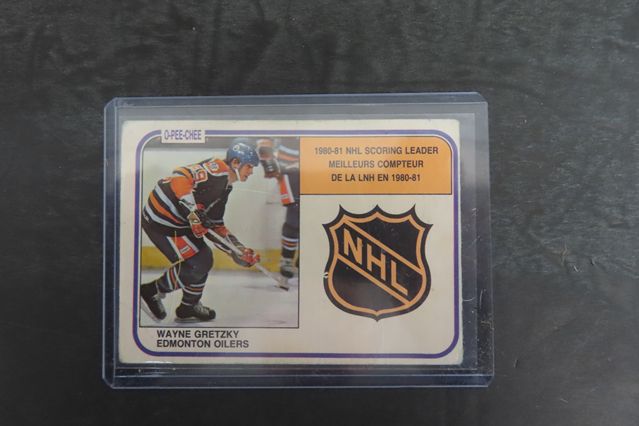 O-PEE-CHEE
1980-81 NHL SCORING LEADER
MEILLEURS COMPTEUR
DE LA LNH EN 1980-81
99
NHL
WAYNE GRETZKY
EDMONTON OILERS